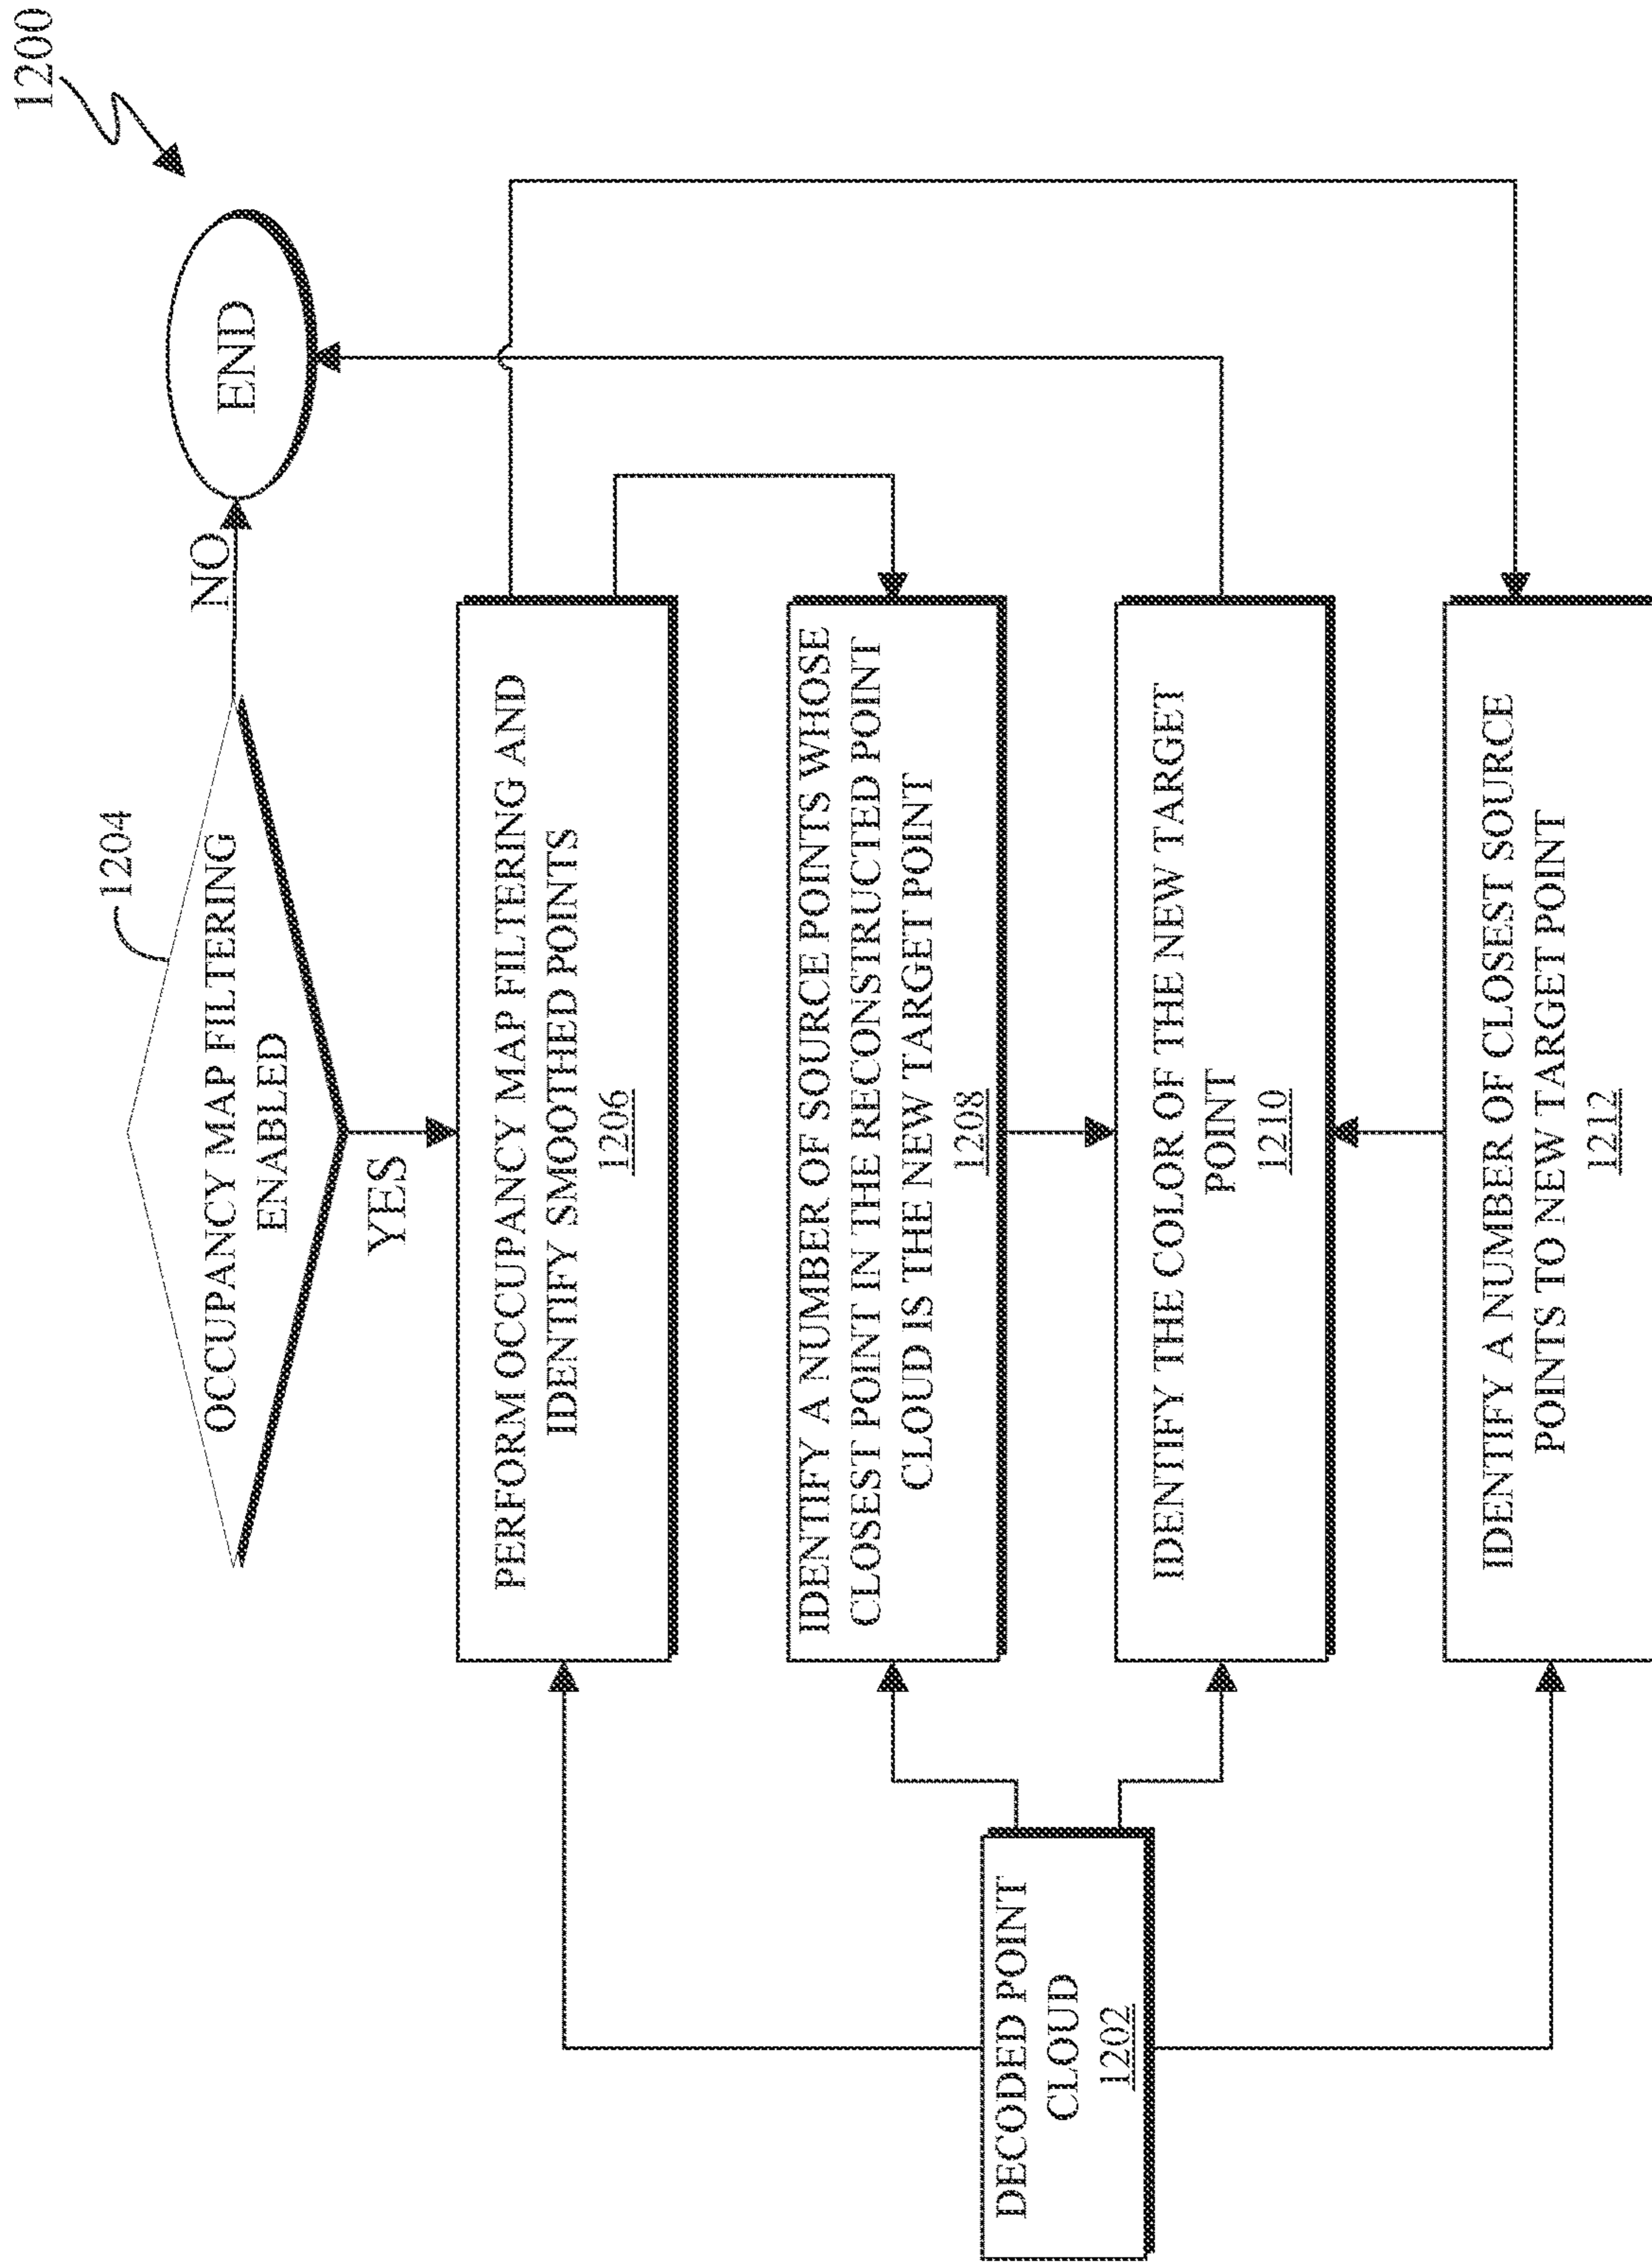 1200
1204
OCCUPANCY MAP FILTERING
ENABLED
NO
END
YES
PERFORM OCCUPANCY MAP FILTERING AND
IDENTIFY SMOOTHED POINTS
1206
IDENTIFY A NUMBER OF SOURCE POINTS WHOSE
CLOSEST POINT IN THE RECONSTRUCTED POINT
CLOUD IS THE NEW TARGET POINT
1208
DECODED POINT
CLOUD
1202
IDENTIFY THE COLOR OF THE NEW TARGET
POINT
1210
IDENTIFY A NUMBER OF CLOSEST SOURCE
POINTS TO NEW TARGET POINT
1212